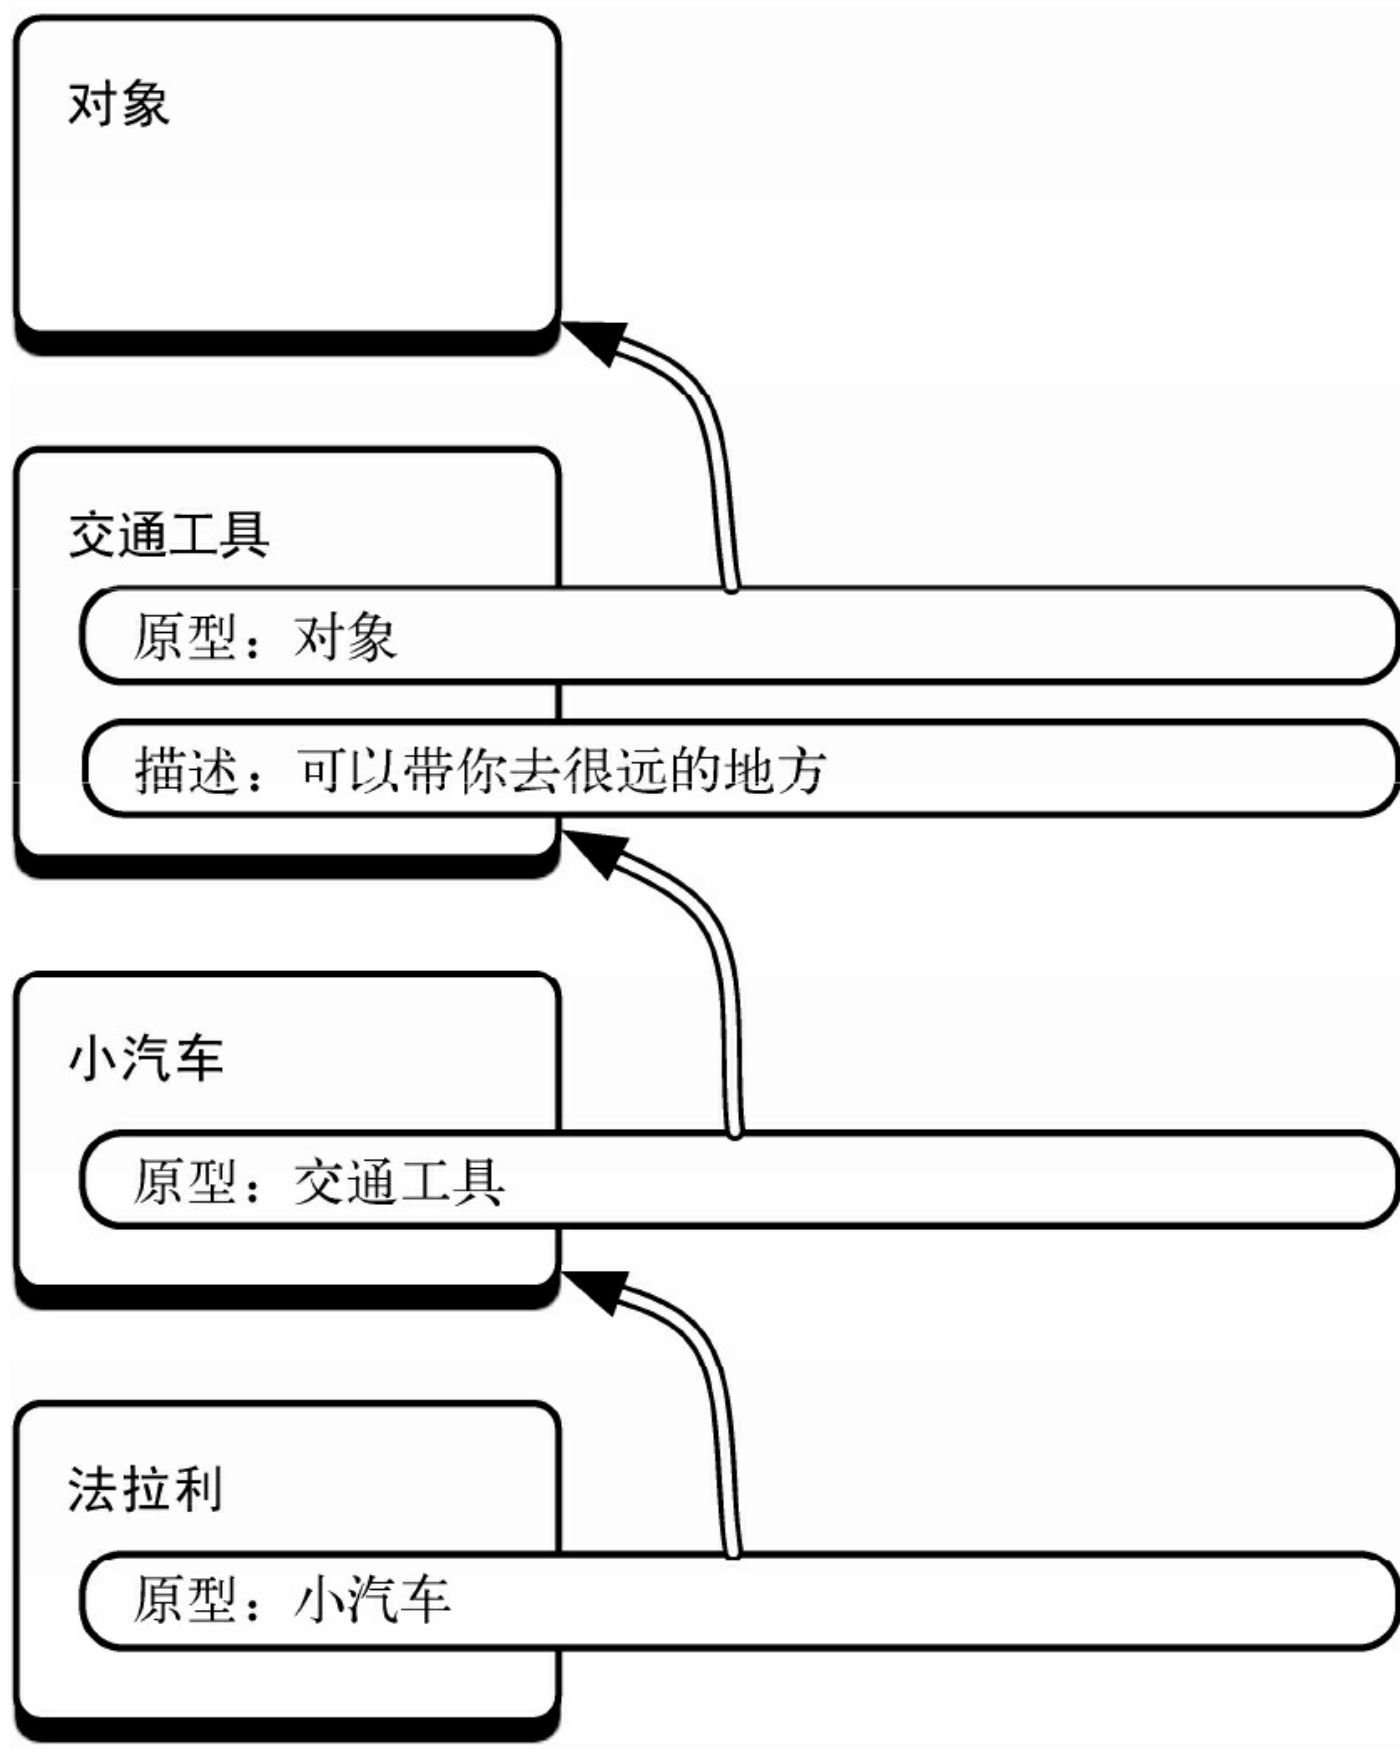 对象
交通工具
原型：对象
描述：可以带你去很远的地方
小汽车
原型：交通工具
法拉利
原型：小汽车